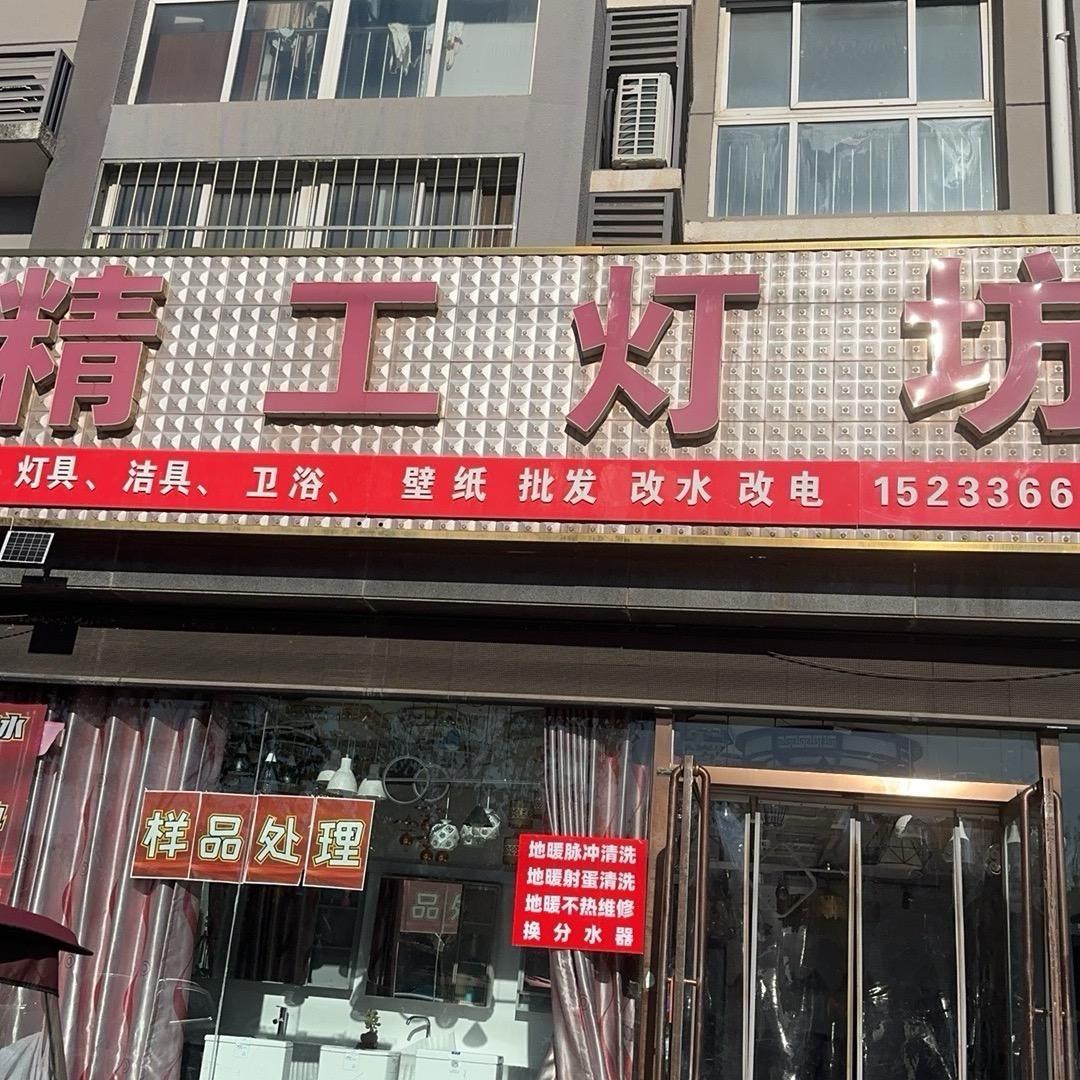 精工灯坊
灯具、洁具、卫浴、 壁纸 批发 改水改电 1523366
样品处理
地暖脉冲清洗
地暖射蛋清洗
地暖不热维修
换分水器